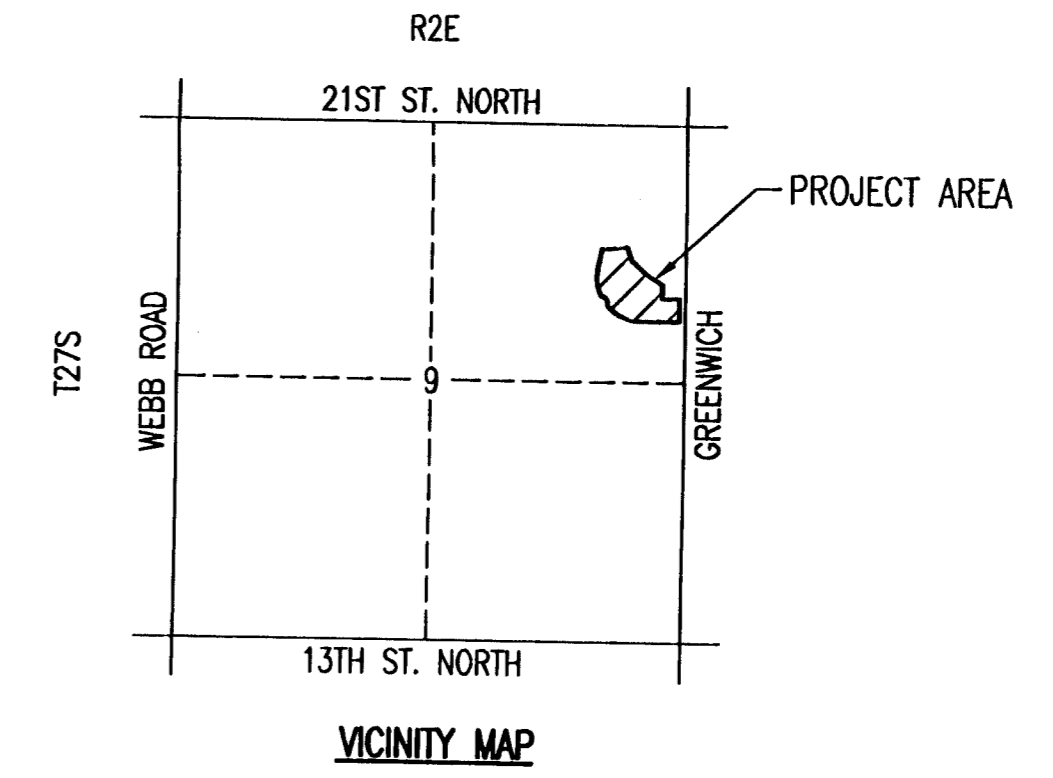 R2E
21ST ST. NORTH
PROJECT AREA
T27S
WEBB ROAD
9
GREENWICH
13TH ST. NORTH
VICINITY MAP